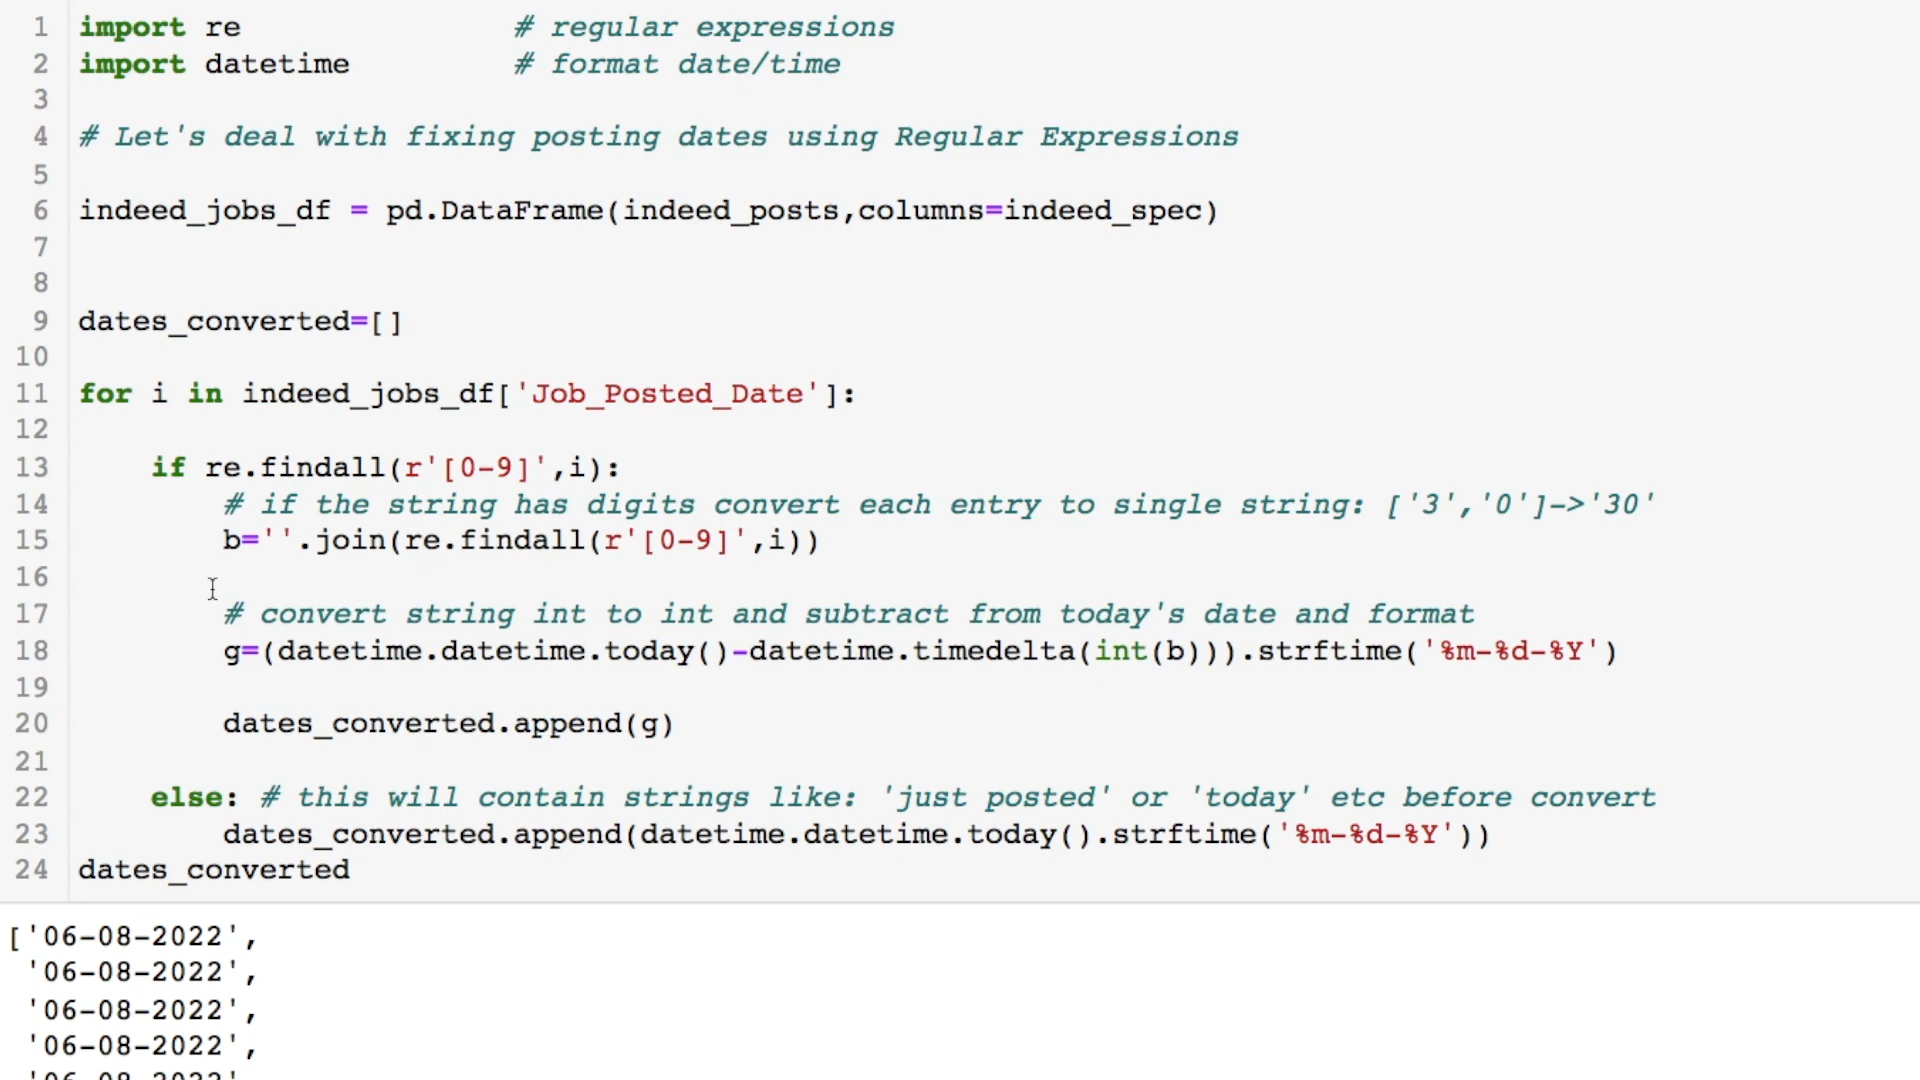 1 import re # regular expressions
2 import datetime # format date/time
3
4 # Let's deal with fixing posting dates using Regular Expressions
5
6 indeed_jobs_df = pd.DataFrame(indeed_posts,columns=indeed_spec)
7
8
9 dates_converted=[]
10
11 for i in indeed_jobs_df['Job_Posted_Date']:
12
13 if re.findall(r'[0-9]',i):
14 # if the string has digits convert each entry to single string: ['3','0']->'30'
15 b=''.join(re.findall(r'[0-9]',i))
16
17 # convert string int to int and subtract from today's date and format
18 g=(datetime.datetime.today()-datetime.timedelta(int(b))).strftime('%m-%d-%Y')
19
20 dates_converted.append(g)
21
22 else: # this will contain strings like: 'just posted' or 'today' etc before convert
23 dates_converted.append(datetime.datetime.today().strftime('%m-%d-%Y'))
24 dates_converted
['06-08-2022',
'06-08-2022',
'06-08-2022',
'06-08-2022',